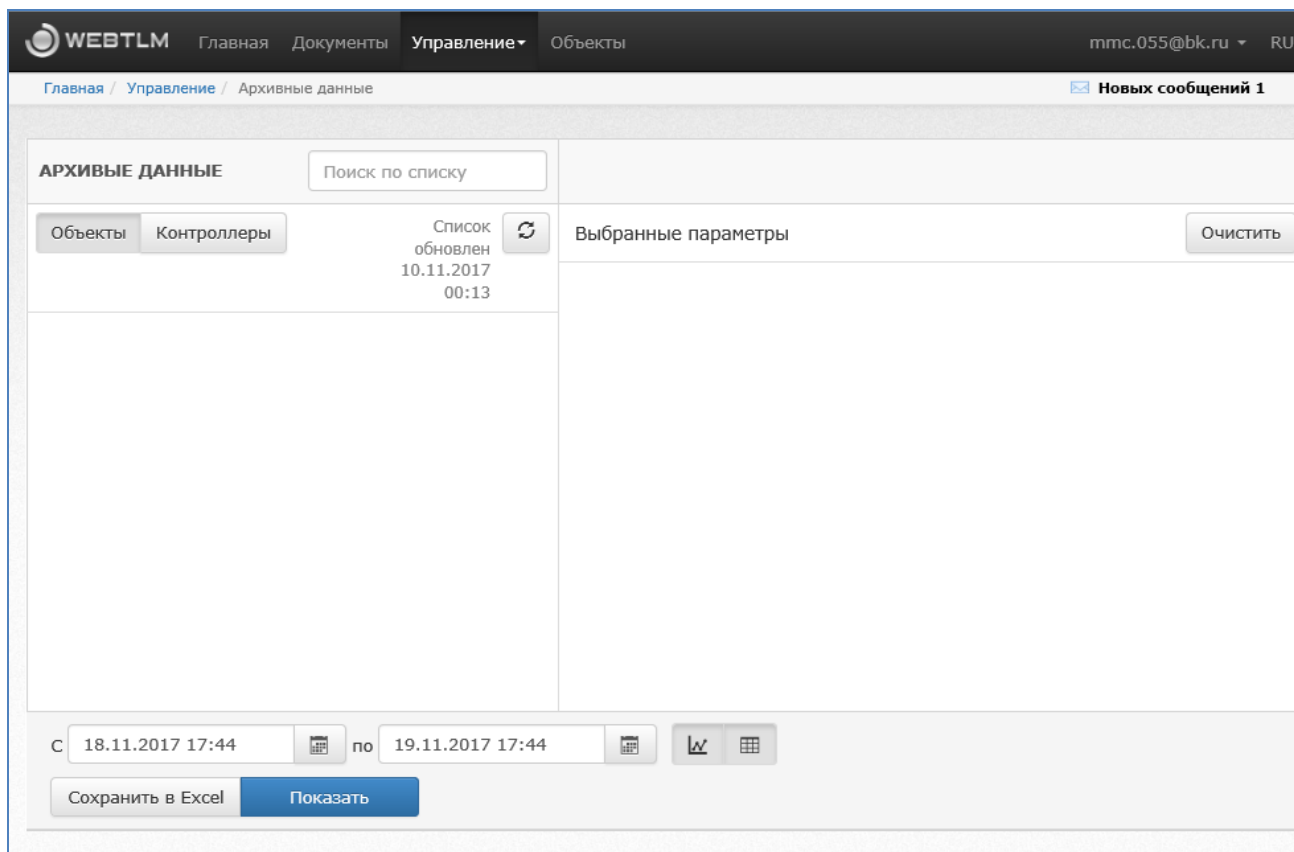 WEBTLM Главная Документы Управление Объекты mmc.055@bk.ru RU
Главная / Управление / Архивные данные Новых сообщений 1
АРХИВЫЕ ДАННЫЕ Поиск по списку
Объекты Контроллеры
Список
обновлен
10.11.2017
00:13
Выбранные параметры Очистить
С 18.11.2017 17:44 по 19.11.2017 17:44
Сохранить в Excel Показать